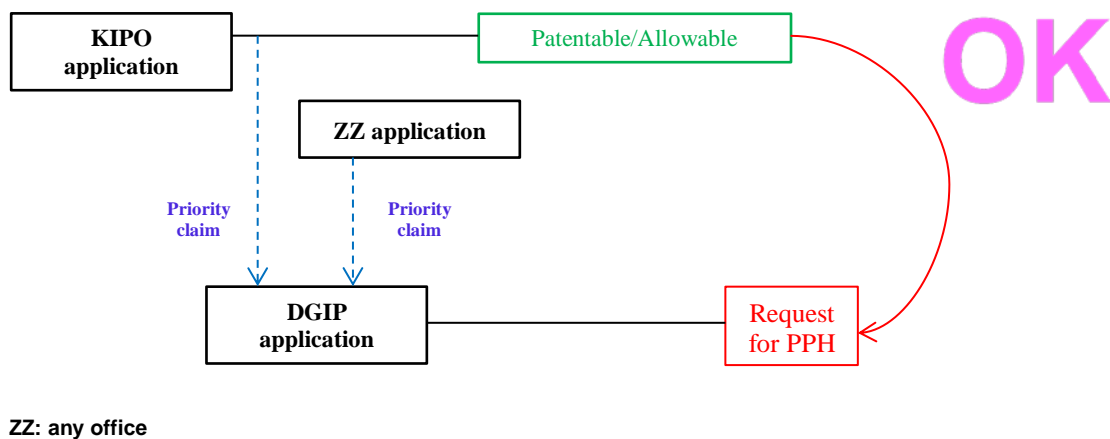 KIPO
application
Patentable/Allowable
OK
ZZ application
Priority
claim
Priority
claim
DGIP
application
Request
for PPH
ZZ: any office